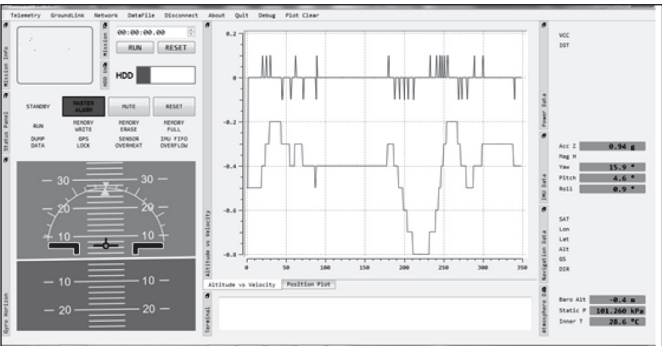 Telemetry GroundLink Network DataFile Disconnect About Quit Debug Plot Clear
Mission Info
Mission
00:00:00.00
RUN RESET
HDD
HDD
Status Panel
STANDBY MASTER ALARM MUTE RESET
RUN MEMORY WRITE MEMORY ERASE MEMORY FULL
DUMP DATA GPS LOCK SENSOR OVERHEAT IMU FIFO OVERFLOW
Gyro Horizon
30 30
20 20
10 10
10 10
20 20
Altitude vs Velocity
0.2
0
-0.2
-0.4
-0.6
-0.8
0 50 100 150 200 250 300 350
Altitude vs Velocity Position Plot
Terminal
Power Data
VCC
IST
IMU Data
Acc Z 0.94 g
Mag H
Yaw 15.9 °
Pitch 4.6 °
Roll 0.9 °
Navigation Data
SAT
Lon
Lat
Alt
GS
DIR
Atmosphere
Baro Alt -0.4 m
Static P 101.260 kPa
Inner T 28.6 °C